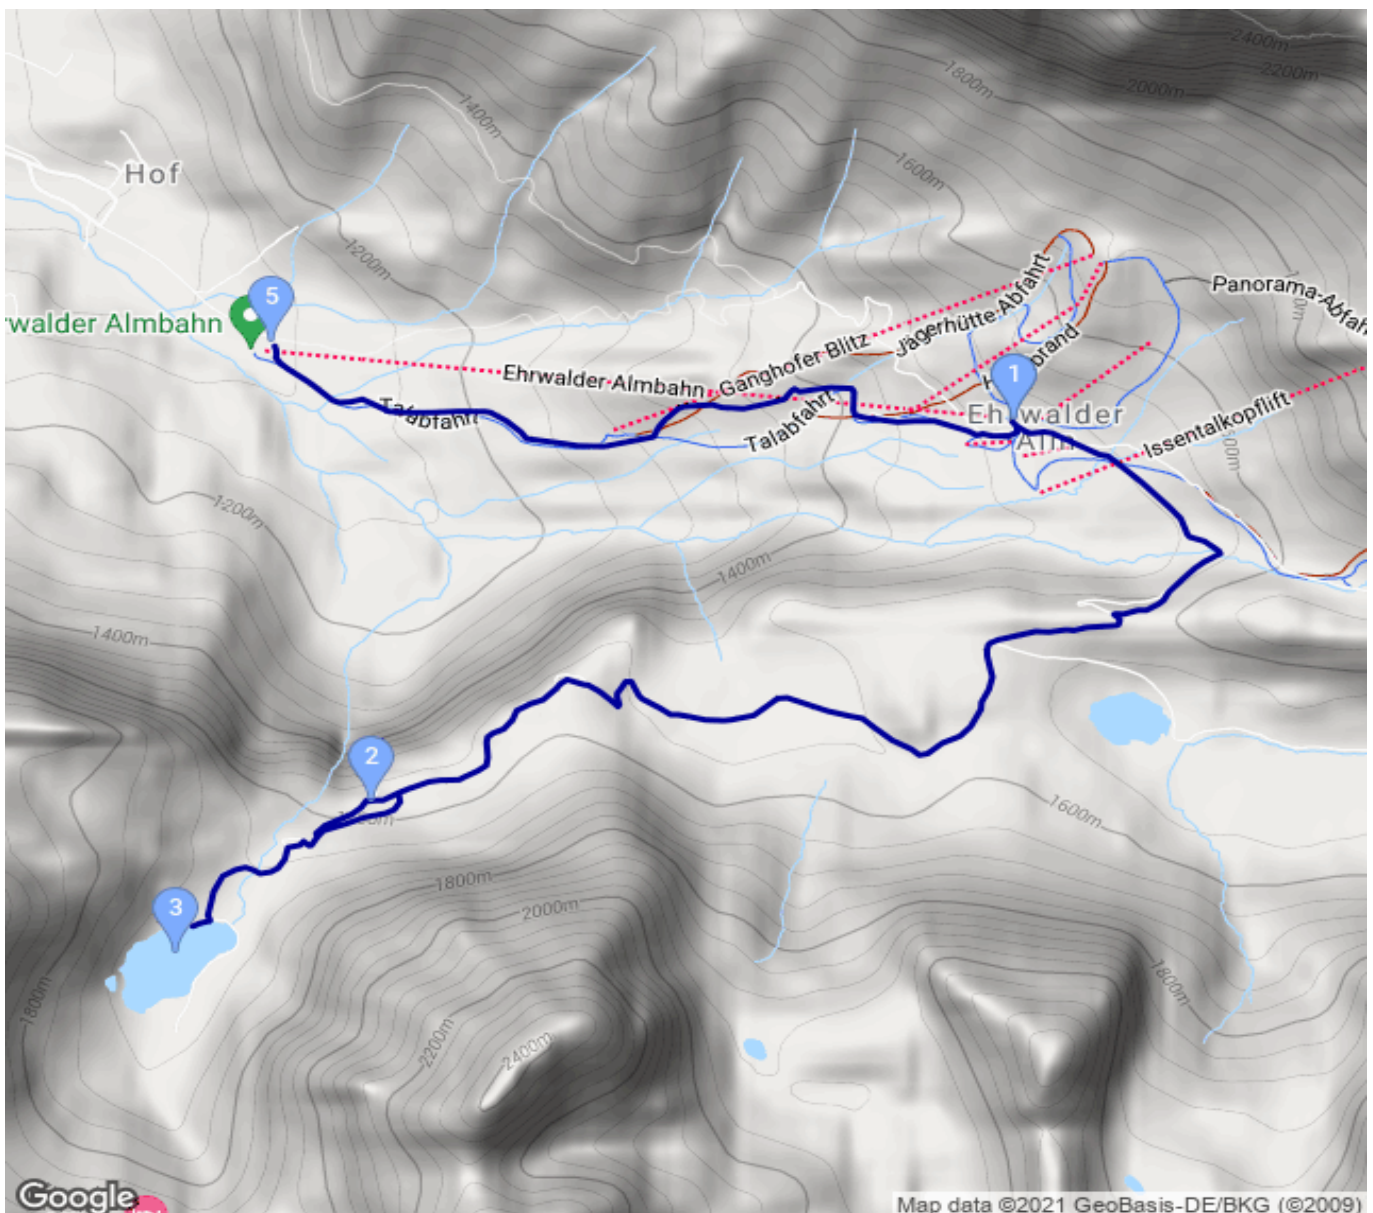 2400m
2200m
1800m
2000m
1400m
1600m
Hof
1200m
Panorama-Abfah
5
rwalder Almbahn
Jägerhütte-Abfahrt
Ganghofer Blitz
Ehrwalder Almbahn
1
Talabfahrt
Talabfahrt
Alm
Issentalkopflift
1200m
1400m
1400m
2
1600m
1800m
2000m
3
1800m
1800m
2200m
2400m
Google
Map data ©2021 GeoBasis-DE/BKG (©2009)